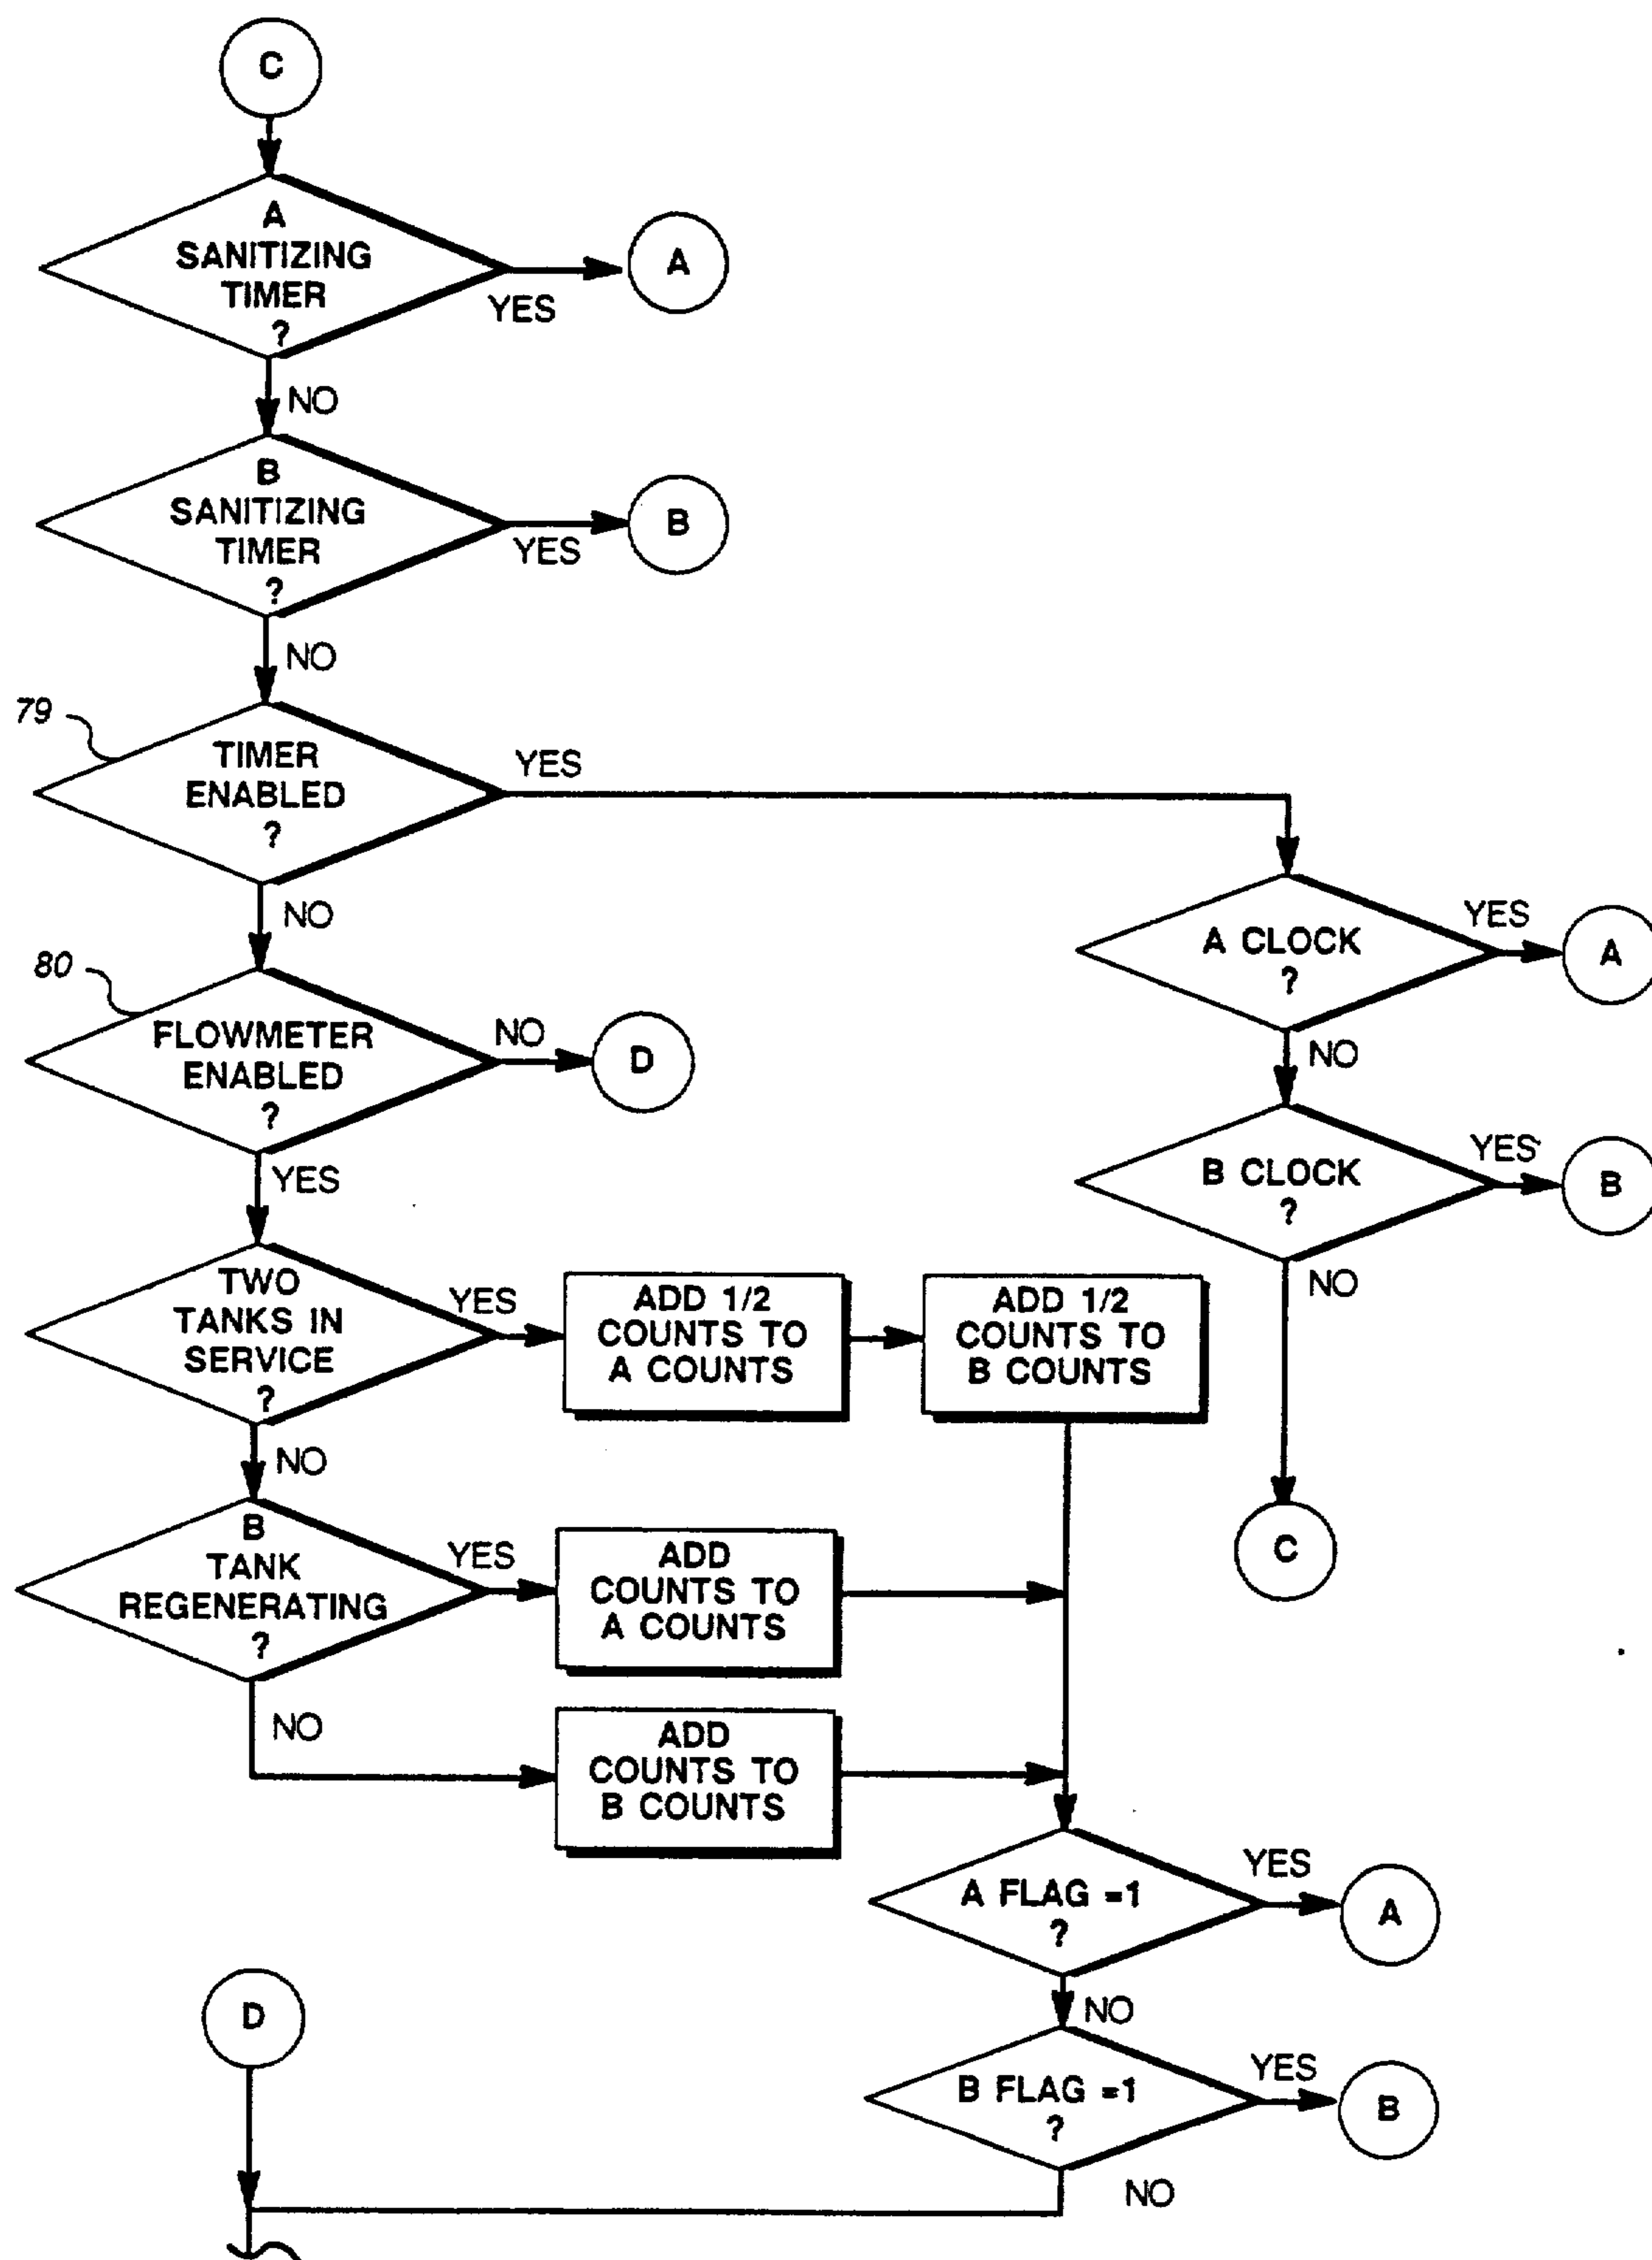 C
A
SANITIZING
TIMER
?
YES
A
NO
B
SANITIZING
TIMER
?
YES
B
NO
79
TIMER
ENABLED
?
YES
NO
A CLOCK
?
YES
A
NO
80
FLOWMETER
ENABLED
?
NO
D
YES
B CLOCK
?
YES
B
NO
TWO
TANKS IN
SERVICE
?
YES
ADD 1/2
COUNTS TO
A COUNTS
ADD 1/2
COUNTS TO
B COUNTS
NO
C
B
TANK
REGENERATING
?
YES
ADD
COUNTS TO
A COUNTS
NO
ADD
COUNTS TO
B COUNTS
A FLAG =1
?
YES
A
NO
D
B FLAG =1
?
YES
B
NO